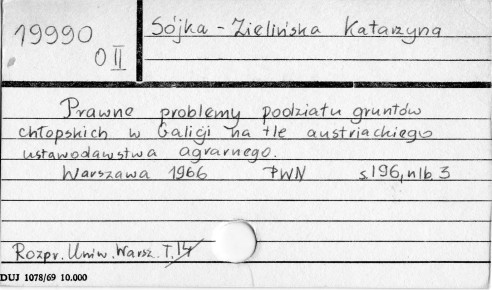 19990
O II
Sójka-Zielińska Katarzyna
Prawne problemy podziału gruntów
chłopskich w Galicji na tle austriackiego
ustawodawstwa agrarnego.
Warszawa 1966 PWN s.196, nlb 3
Rozpr. Uniw. Warsz. T.14
DUJ 1078/69 10.000